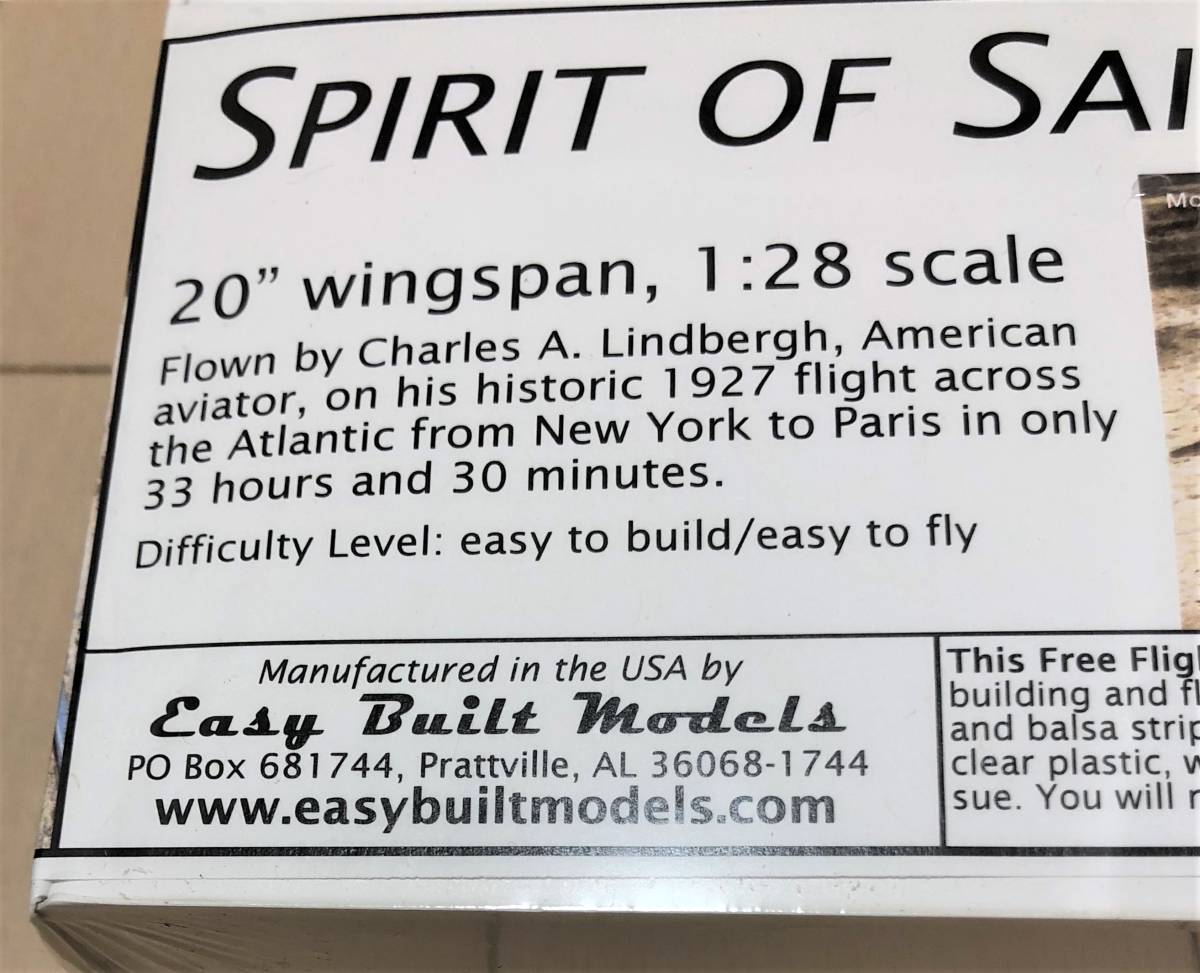 SPIRIT OF SAI
Mo
20” wingspan, 1:28 scale
Flown by Charles A. Lindbergh, American
aviator, on his historic 1927 flight across
the Atlantic from New York to Paris in only
33 hours and 30 minutes.
Difficulty Level: easy to build/easy to fly
Manufactured in the USA by
Easy Built Models
PO Box 681744, Prattville, AL 36068-1744
www.easybuiltmodels.com
This Free Flig
building and fl
and balsa strip
clear plastic, w
sue. You will r